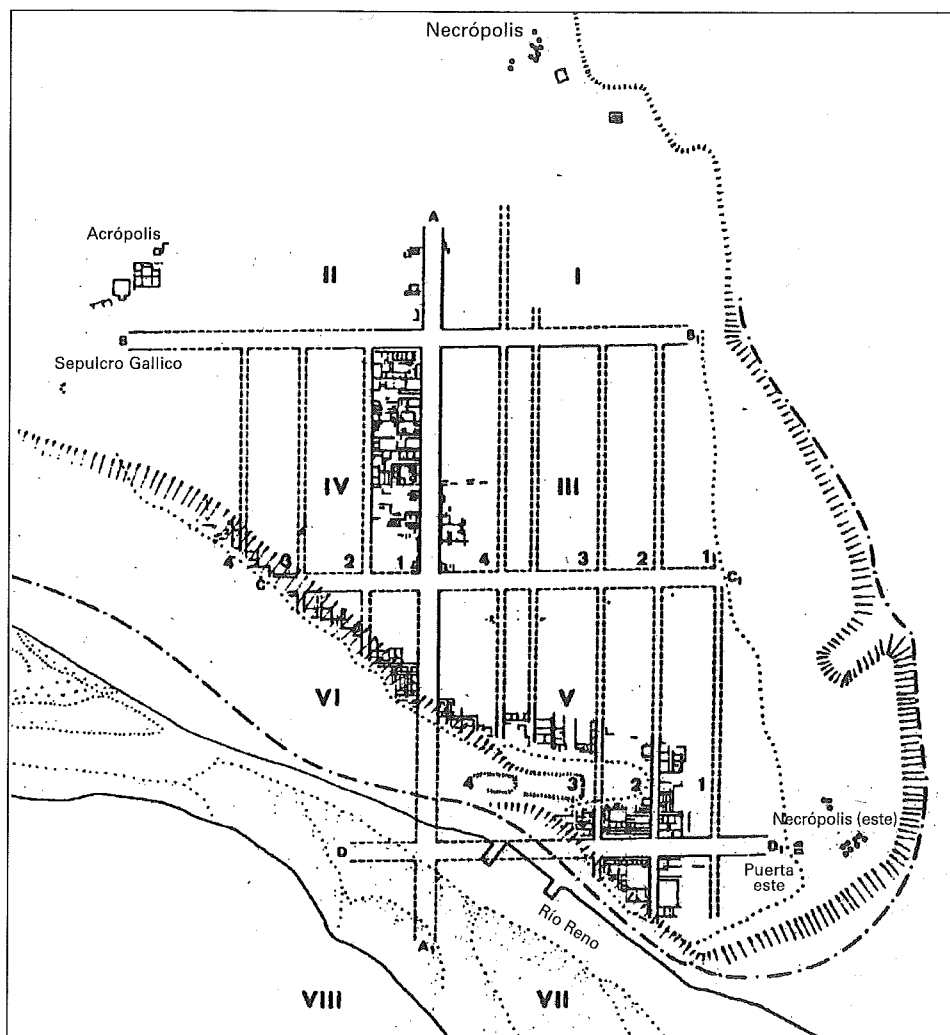 Necrópolis
A
Acrópolis
II
I
B
B1
Sepulcro Gallico
IV
III
4
3
2
1
4
3
2
1
C
C1
VI
V
4
3
2
1
Necrópolis (este)
D
D1
Puerta
este
Río Reno
A1
VIII
VII